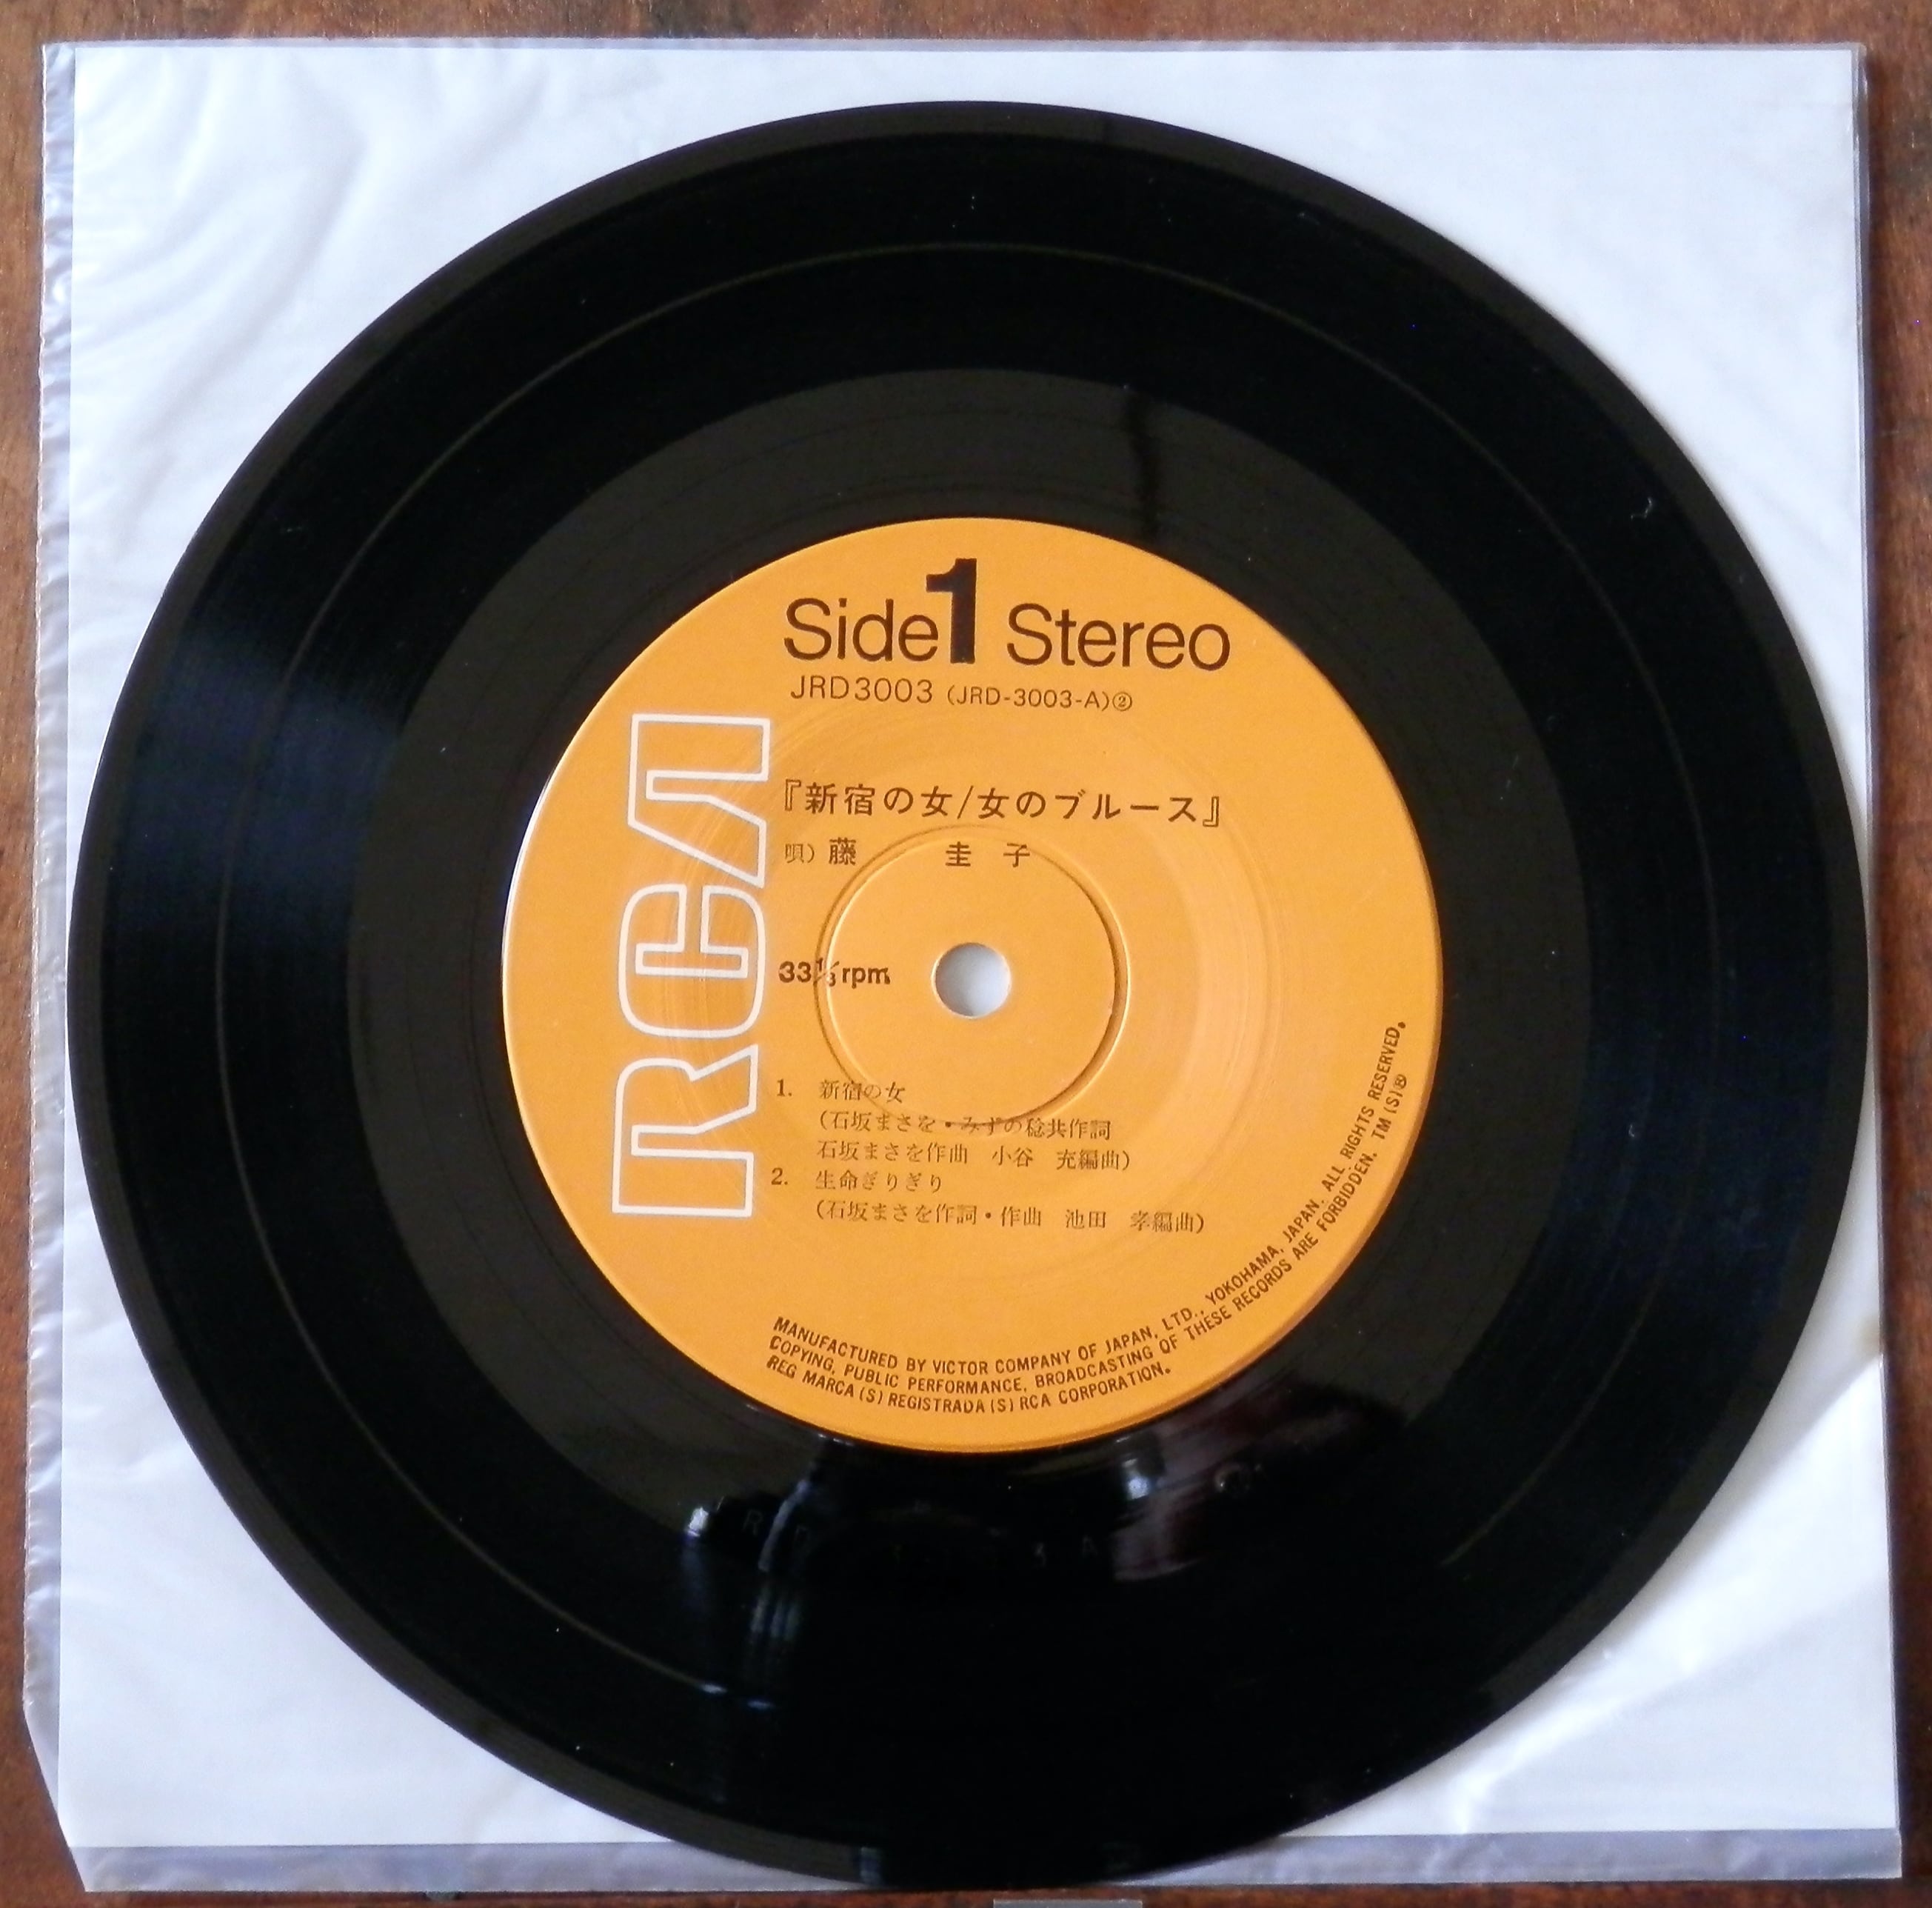 Side 1 Stereo
JRD3003 (JRD-3003-A)②
RCA
『新宿の女/女のブルース』
唄) 藤 圭 子
33⅓rpm
1. 新宿の女
(石坂まさを・みずの稔共作詞
石坂まさを作曲 小谷 充編曲)
2. 生命ぎりぎり
(石坂まさを作詞・作曲 池田 孝編曲)
MANUFACTURED BY VICTOR COMPANY OF JAPAN, LTD., YOKOHAMA, JAPAN. ALL RIGHTS RESERVED.
COPYING, PUBLIC PERFORMANCE, BROADCASTING OF THESE RECORDS ARE FORBIDDEN. TM(S)®
REG MARCA(S) REGISTRADA(S) RCA CORPORATION.